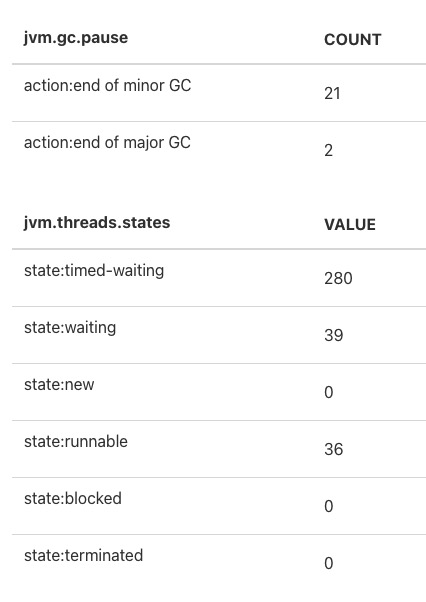 jvm.gc.pause COUNT
action:end of minor GC 21
action:end of major GC 2
jvm.threads.states VALUE
state:timed-waiting 280
state:waiting 39
state:new 0
state:runnable 36
state:blocked 0
state:terminated 0